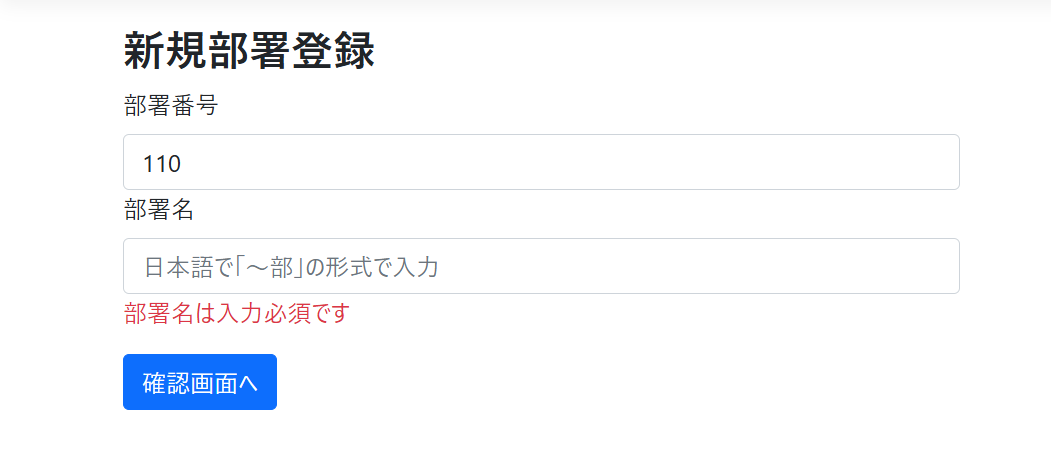 新規部署登録
部署番号
110
部署名
日本語で「～部」の形式で入力
部署名は入力必須です
確認画面へ